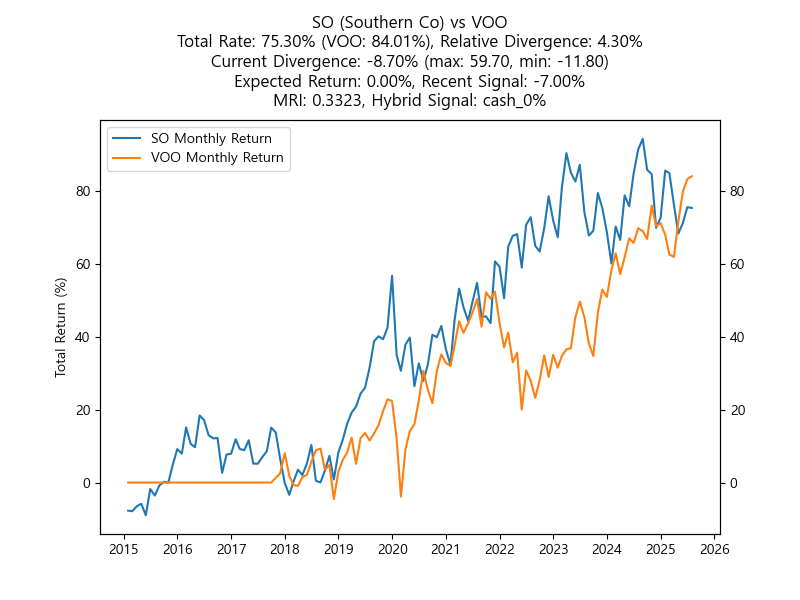 SO (Southern Co) vs VOO
Total Rate: 75.30% (VOO: 84.01%), Relative Divergence: 4.30%
Current Divergence: -8.70% (max: 59.70, min: -11.80)
Expected Return: 0.00%, Recent Signal: -7.00%
MRI: 0.3323, Hybrid Signal: cash_0%
SO Monthly Return
VOO Monthly Return
Total Return (%)
80
60
40
20
0
80
60
40
20
0
2015 2016 2017 2018 2019 2020 2021 2022 2023 2024 2025 2026